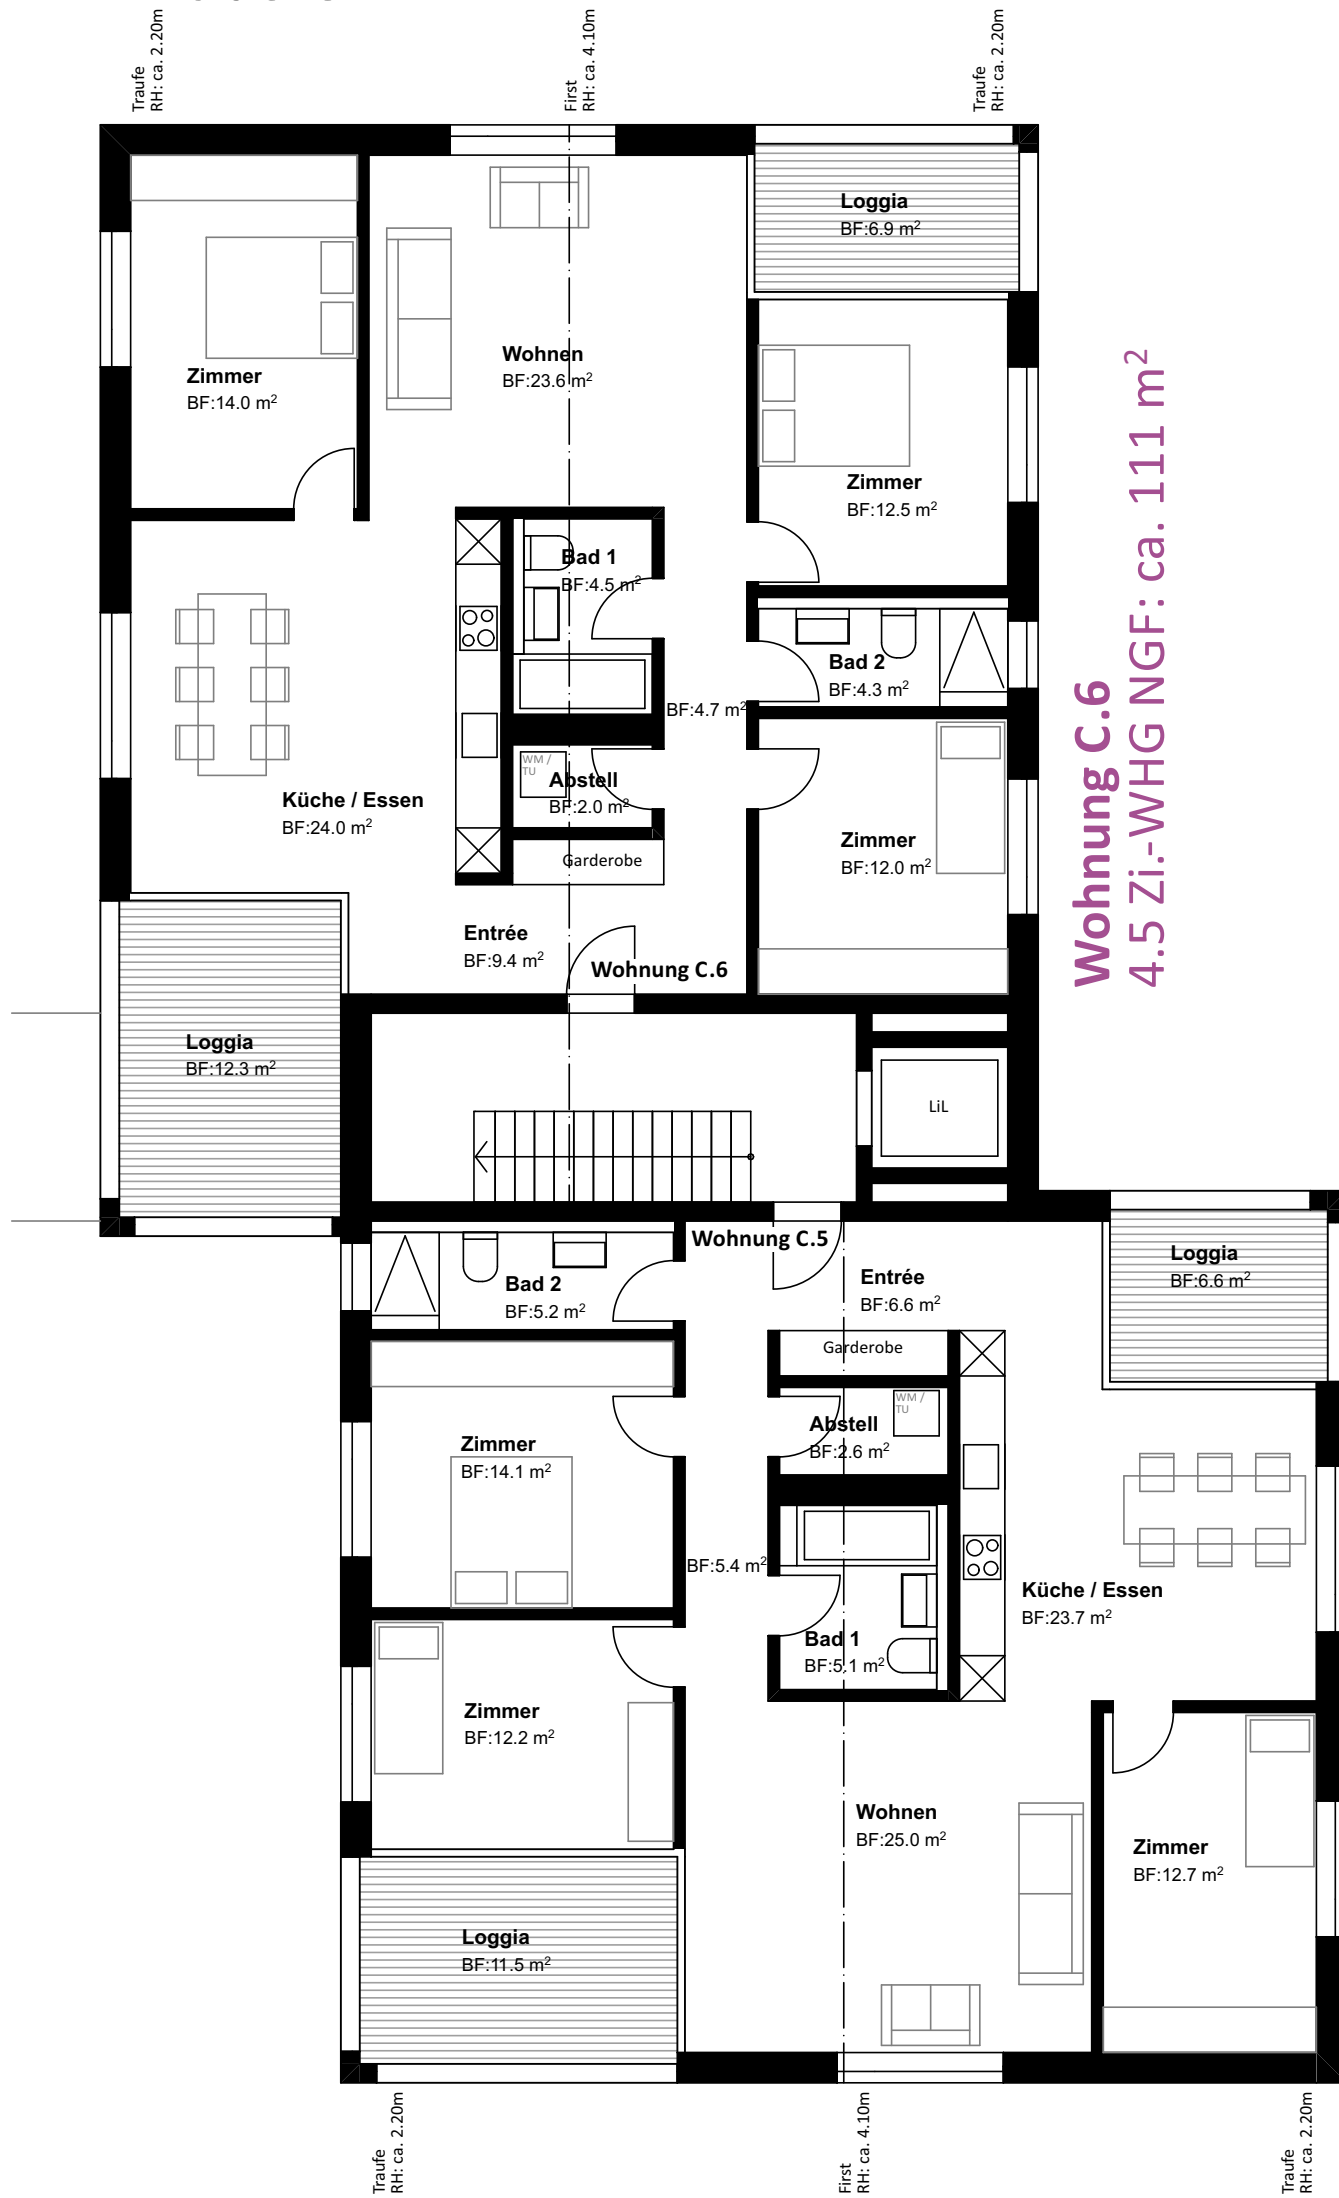 Traufe
RH: ca. 2.20m
First
RH: ca. 4.10m
Traufe
RH: ca. 2.20m
Loggia
BF:6.9 m²
Wohnen
BF:23.6 m²
Zimmer
BF:14.0 m²
Zimmer
BF:12.5 m²
Bad 1
BF:4.5 m²
Bad 2
BF:4.3 m²
BF:4.7 m²
WM /
TU
Abstell
BF:2.0 m²
Küche / Essen
BF:24.0 m²
Zimmer
BF:12.0 m²
Garderobe
Entrée
BF:9.4 m²
Wohnung C.6
Wohnung C.6
4.5 Zi.-WHG NGF: ca. 111 m²
Loggia
BF:12.3 m²
LiL
Wohnung C.5
Loggia
BF:6.6 m²
Entrée
BF:6.6 m²
Bad 2
BF:5.2 m²
Garderobe
WM /
TU
Abstell
BF:2.6 m²
Zimmer
BF:14.1 m²
BF:5.4 m²
Küche / Essen
BF:23.7 m²
Bad 1
BF:5.1 m²
Zimmer
BF:12.2 m²
Wohnen
BF:25.0 m²
Zimmer
BF:12.7 m²
Loggia
BF:11.5 m²
Traufe
RH: ca. 2.20m
First
RH: ca. 4.10m
Traufe
RH: ca. 2.20m